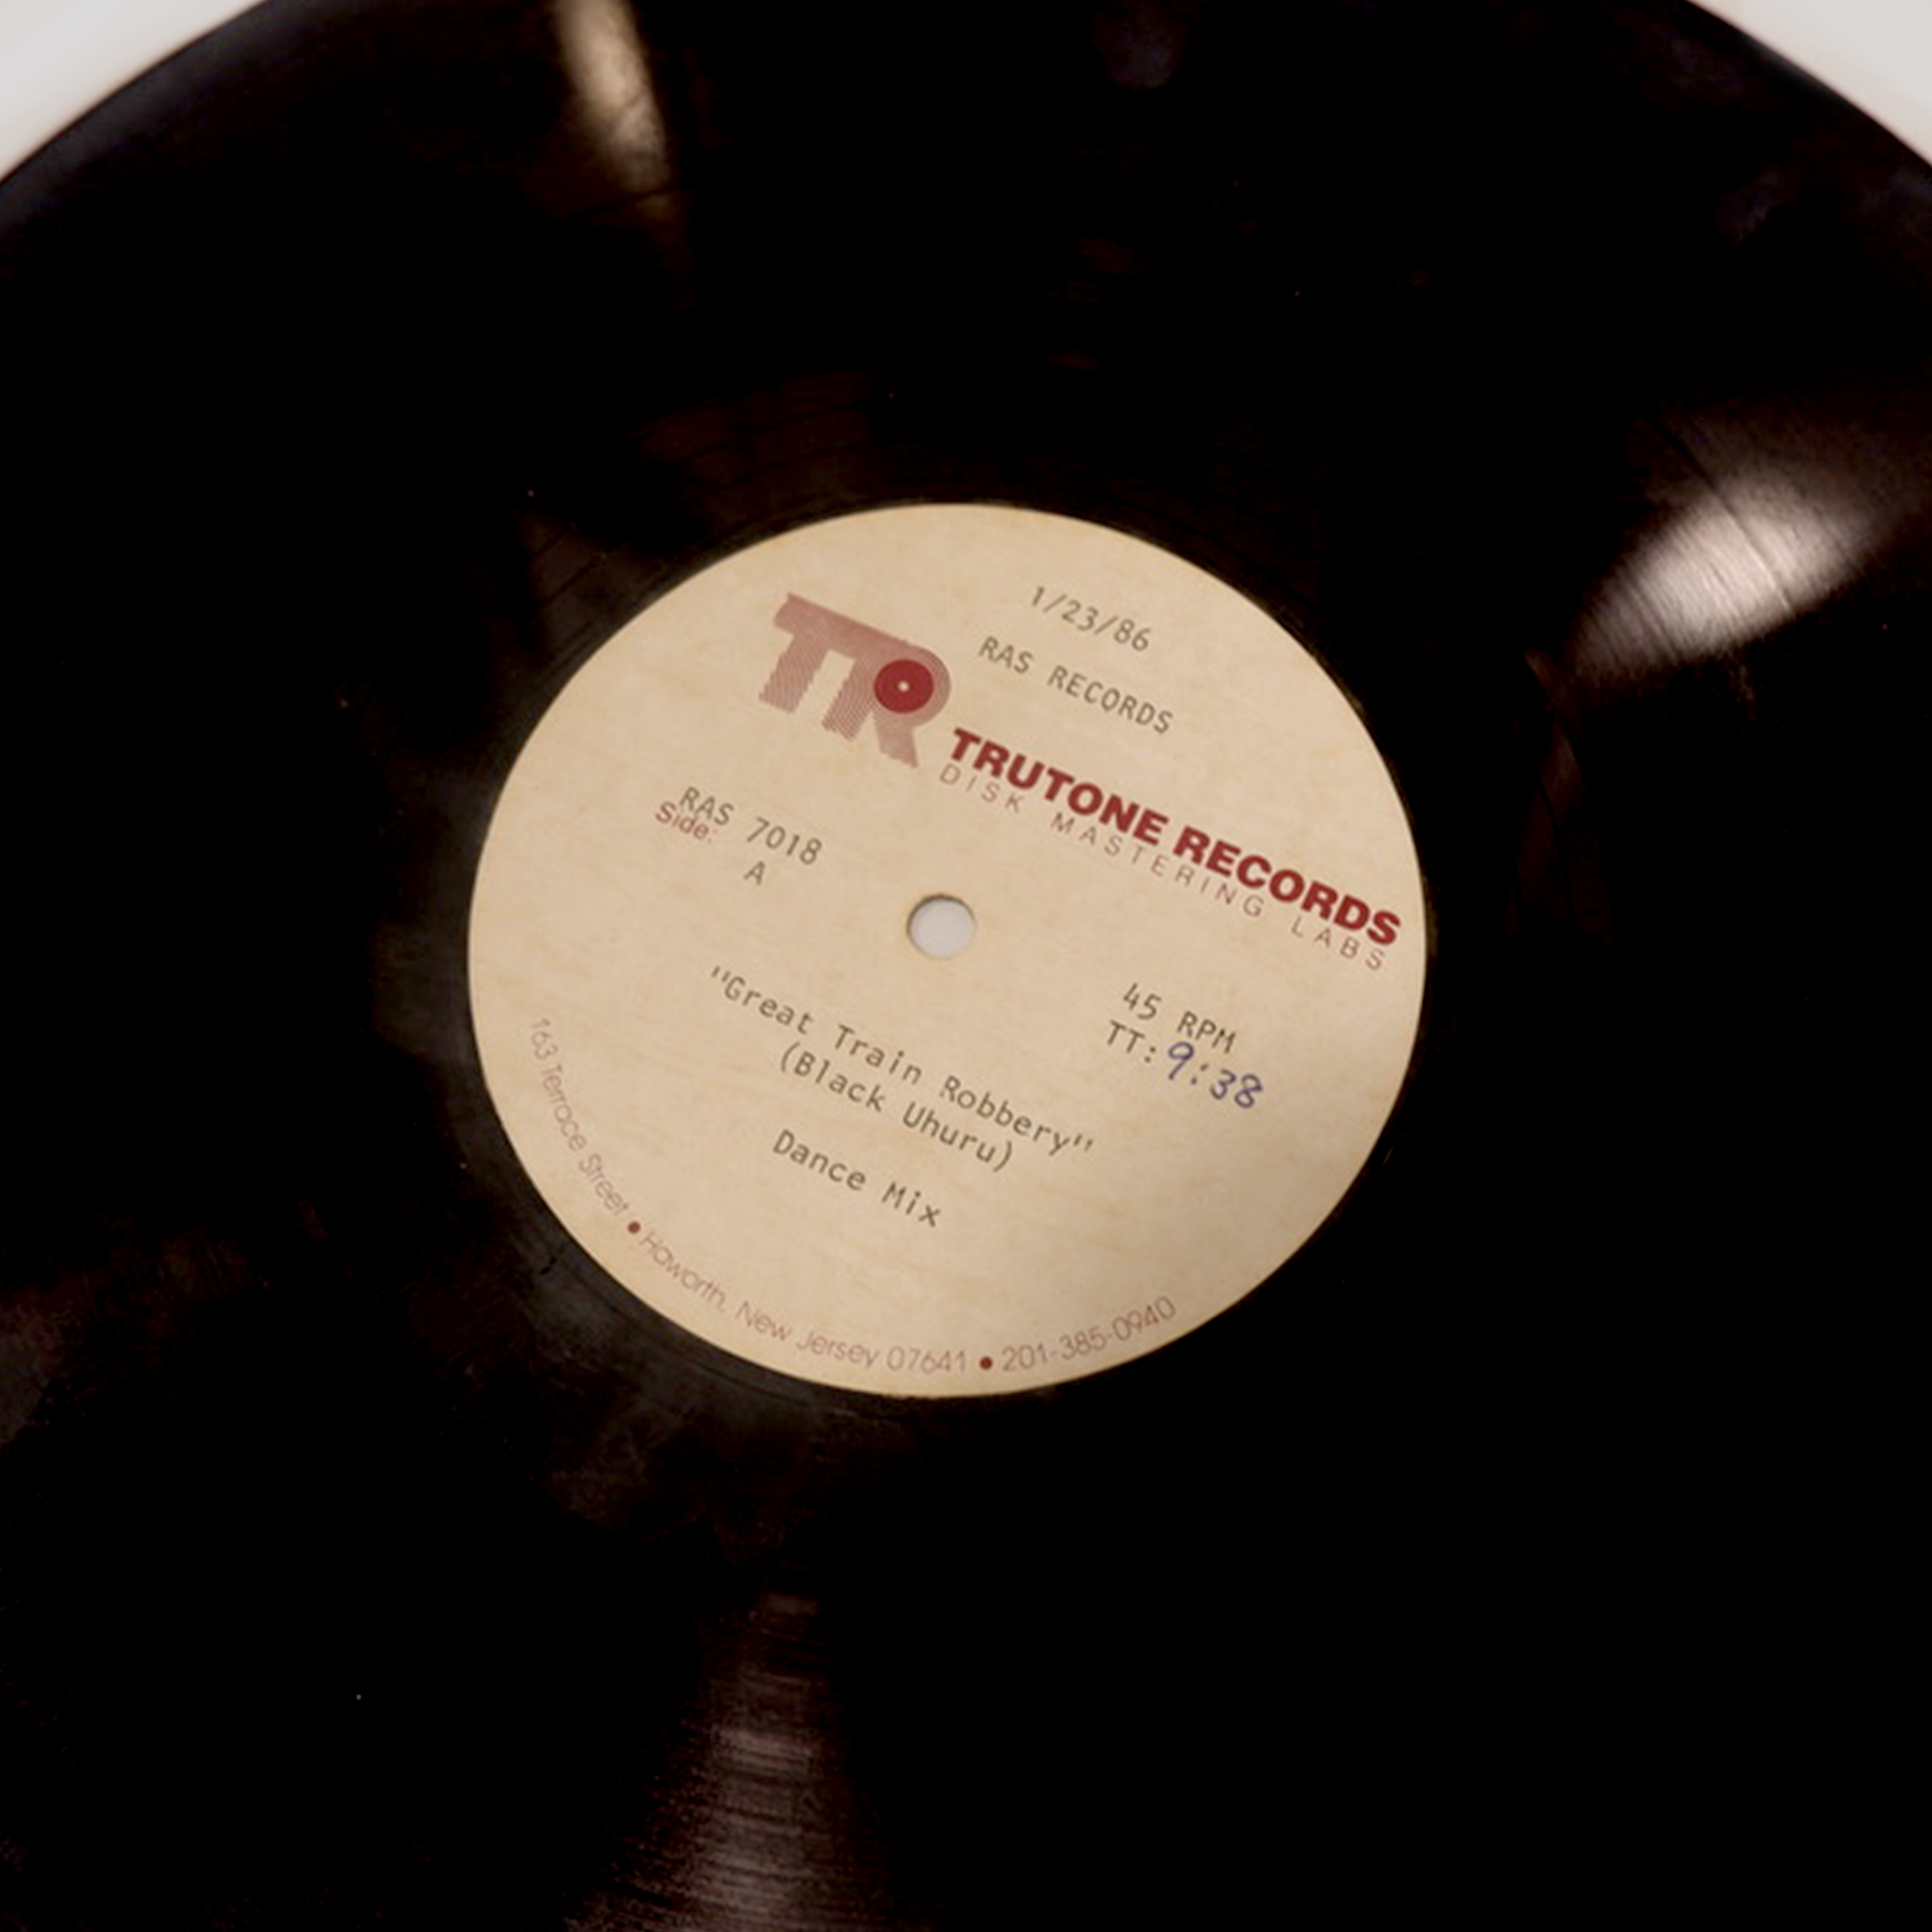 1/23/86
RAS RECORDS
TR
TRUTONE RECORDS
DISK MASTERING LABS
RAS 7018
Side:
A
45 RPM
TT: 9:38
"Great Train Robbery"
(Black Uhuru)
Dance Mix
163 Terrace Street • Haworth, New Jersey 07641 • 201-385-0940